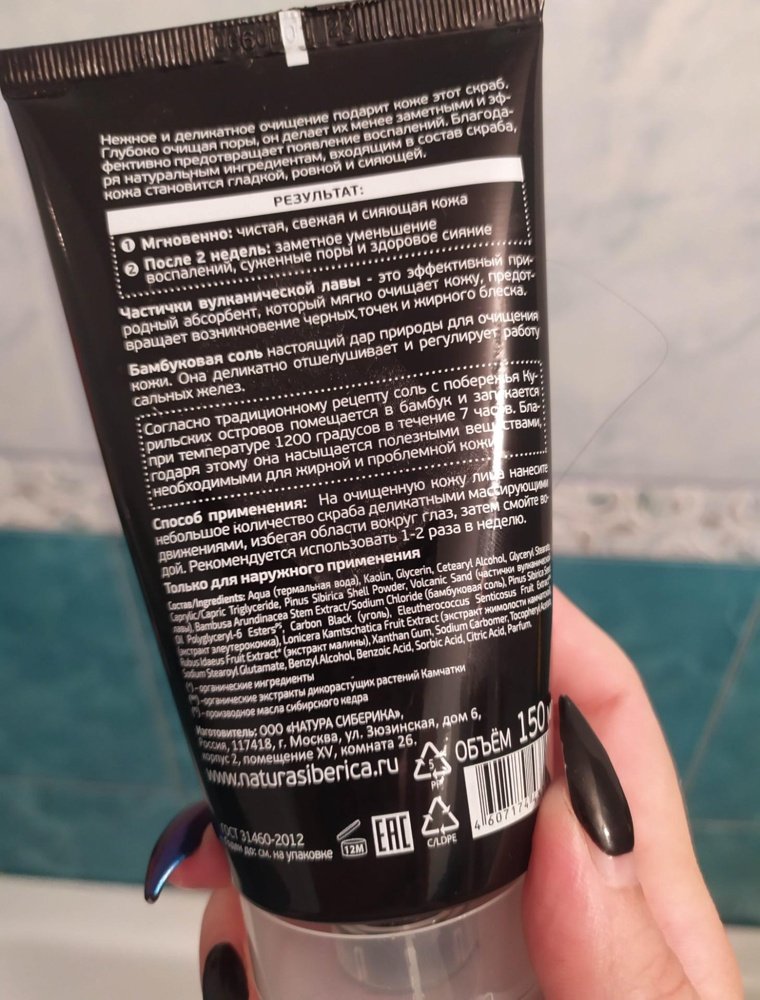 Нежное и деликатное очищение подарит коже этот скраб.
Глубоко очищая поры, он делает их менее заметными и эф-
фективно предотвращает появление воспалений. Благода-
ря натуральным ингредиентам, входящим в состав скраба,
кожа становится гладкой, ровной и сияющей.
РЕЗУЛЬТАТ:
1 Мгновенно: чистая, свежая и сияющая кожа
2 После 2 недель: заметное уменьшение
воспалений, суженные поры и здоровое сияние
Частички вулканической лавы - это эффективный при-
родный абсорбент, который мягко очищает кожу, предот-
вращает возникновение черных точек и жирного блеска.
Бамбуковая соль настоящий дар природы для очищения
кожи. Она деликатно отшелушивает и регулирует работу
сальных желез.
Согласно традиционному рецепту соль с побережья Ку-
рильских островов помещается в бамбук и запекается
при температуре 1200 градусов в течение 7 часов. Бла-
годаря этому она насыщается полезными веществами,
необходимыми для жирной и проблемной кожи
Способ применения: На очищенную кожу лица нанесите
небольшое количество скраба деликатными массирующими
движениями, избегая области вокруг глаз, затем смойте во-
дой. Рекомендуется использовать 1-2 раза в неделю.
Только для наружного применения
Состав/Ingredients: Aqua (термальная вода), Kaolin, Glycerin, Cetearyl Alcohol, Glyceryl Stearate,
Caprylic/Capric Triglyceride, Pinus Sibirica Shell Powder, Volcanic Sand (частички вулканической
лавы), Bambusa Arundinacea Stem Extract/Sodium Chloride (бамбуковая соль), Pinus Sibirica Seed
Oil Polyglyceryl-6 Esters, Carbon Black (уголь), Eleutherococcus Senticosus Fruit Extract
(экстракт элеутерококка), Lonicera Kamtschatica Fruit Extract (экстракт жимолости камчатской),
Rubus Idaeus Fruit Extract* (экстракт малины), Xanthan Gum, Sodium Carbomer, Tocopheryl Acetate,
Sodium Stearoyl Glutamate, Benzyl Alcohol, Benzoic Acid, Sorbic Acid, Citric Acid, Parfum.
- органические ингредиенты
-органические экстракты дикорастущих растений Камчатки
-производное масла сибирского кедра
Изготовитель: ООО «НАТУРА СИБЕРИКА»,
Россия, 117418, г. Москва, ул. Зюзинская, дом 6,
корпус 2, помещение XV, комната 26.
www.naturasiberica.ru
5
PP
ОБЪЁМ 150
ГОСТ 31460-2012
до: см. на упаковке
12M
EAC
C/LDPE
4 60717